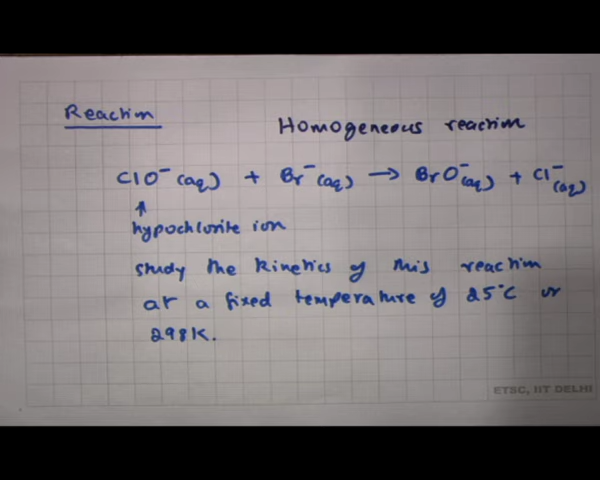 Reaction
Homogeneous reaction
ClO⁻(aq) + Br⁻(aq) → BrO⁻(aq) + Cl⁻(aq)
↑
hypochlorite ion
study the kinetics of this reaction
at a fixed temperature of 25°C or
298K.
ETSC, IIT DELHI